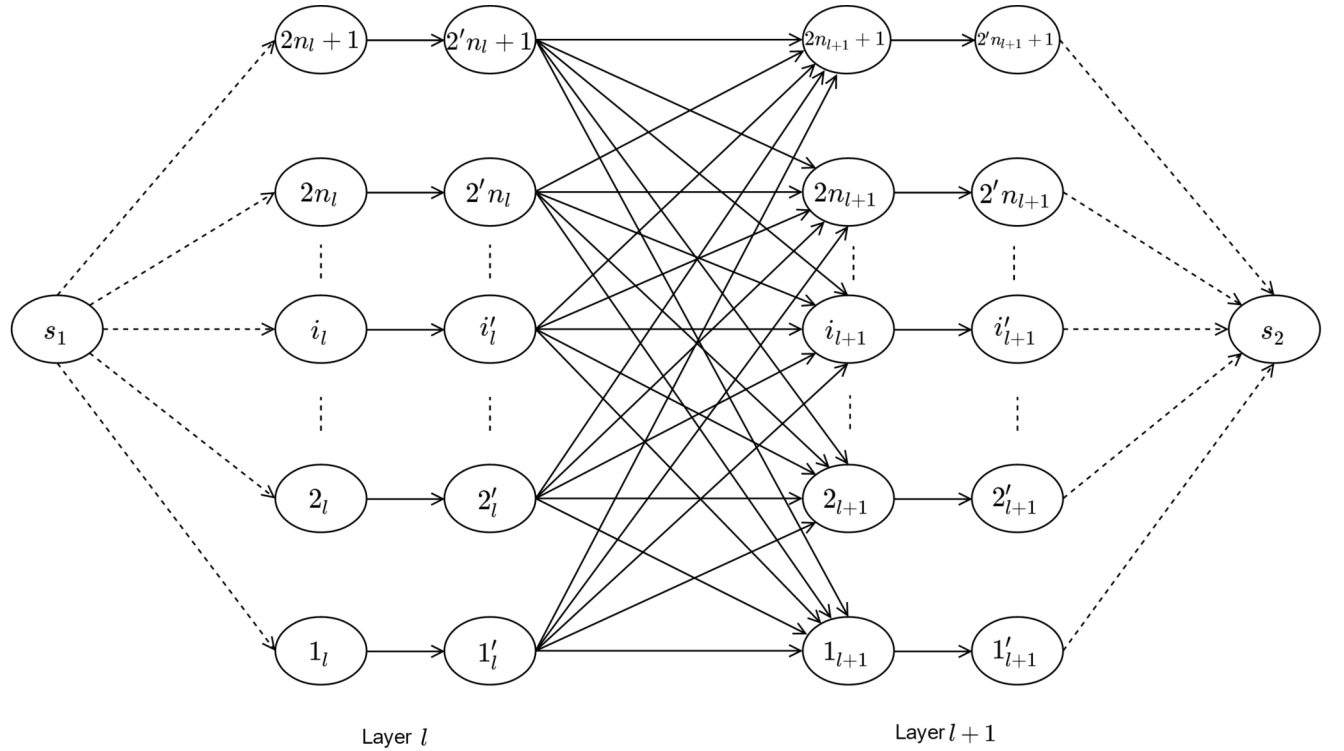 2n_l + 1 2'n_l + 1 2n_{l+1} + 1 2'n_{l+1} + 1
2n_l 2'n_l 2n_{l+1} 2'n_{l+1}
s_1 i_l i'_l i_{l+1} i'_{l+1} s_2
2_l 2'_l 2_{l+1} 2'_{l+1}
1_l 1'_l 1_{l+1} 1'_{l+1}
Layer l Layer l + 1